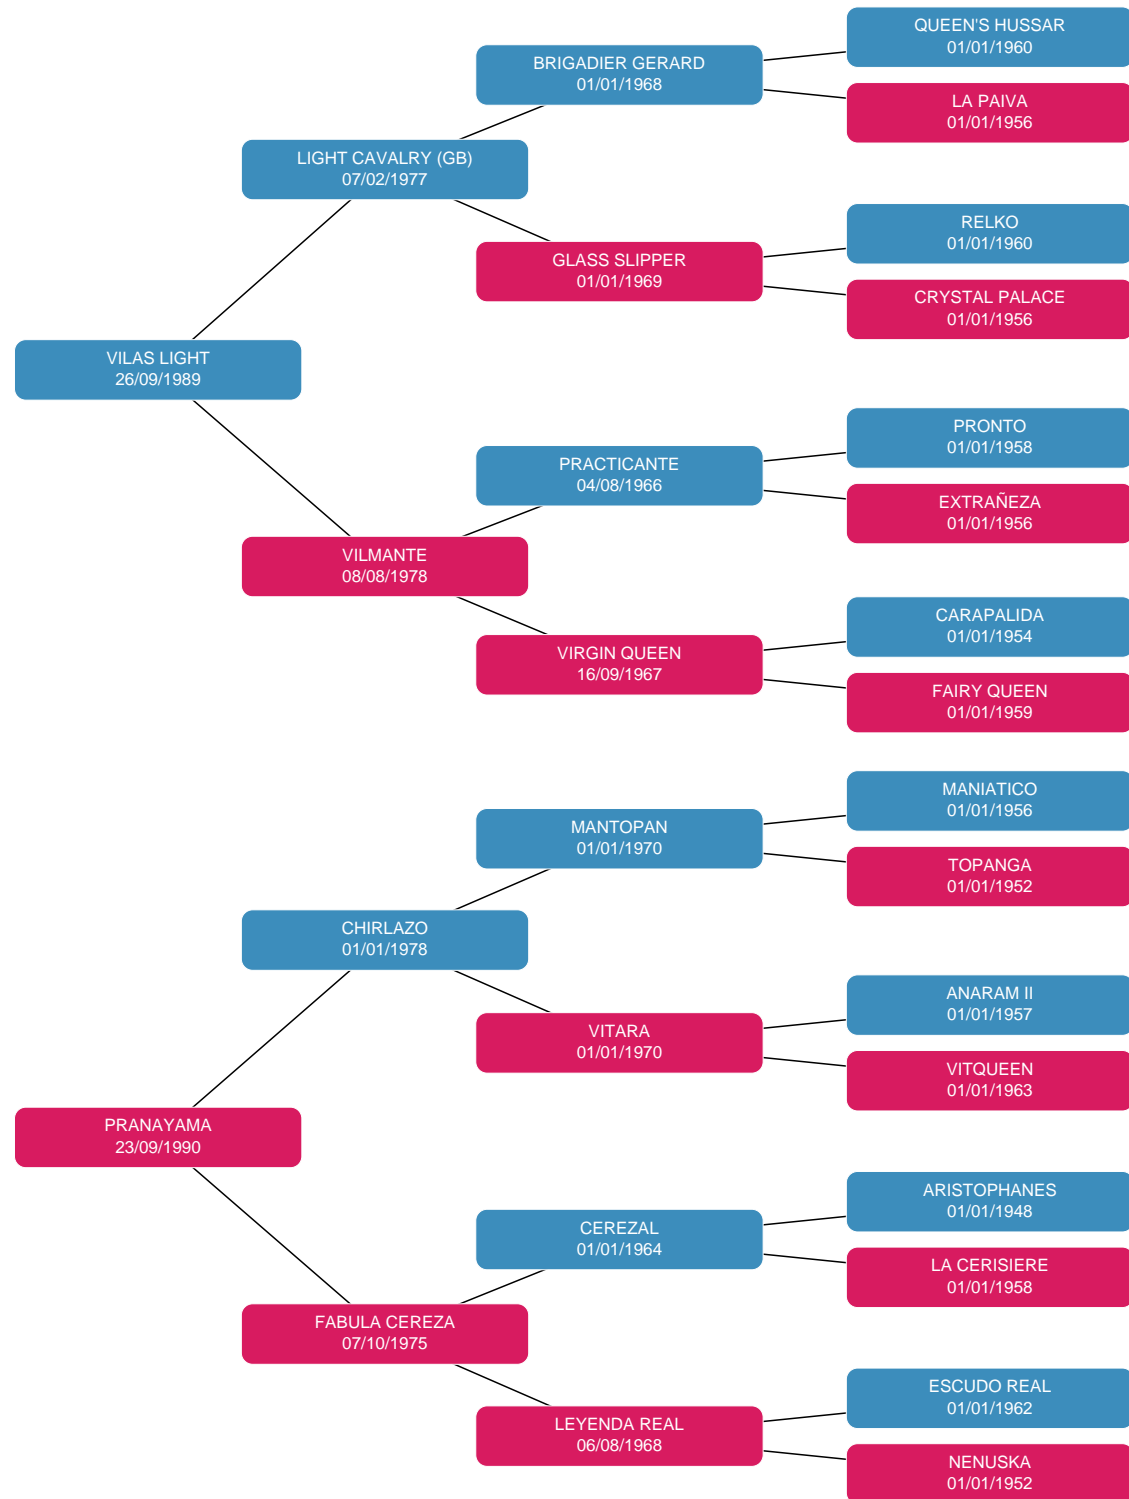 QUEEN'S HUSSAR
01/01/1960
BRIGADIER GERARD
01/01/1968
LA PAIVA
01/01/1956
LIGHT CAVALRY (GB)
07/02/1977
RELKO
01/01/1960
GLASS SLIPPER
01/01/1969
CRYSTAL PALACE
01/01/1956
VILAS LIGHT
26/09/1989
PRONTO
01/01/1958
PRACTICANTE
04/08/1966
EXTRAÑEZA
01/01/1956
VILMANTE
08/08/1978
CARAPALIDA
01/01/1954
VIRGIN QUEEN
16/09/1967
FAIRY QUEEN
01/01/1959
MANIATICO
01/01/1956
MANTOPAN
01/01/1970
TOPANGA
01/01/1952
CHIRLAZO
01/01/1978
ANARAM II
01/01/1957
VITARA
01/01/1970
VITQUEEN
01/01/1963
PRANAYAMA
23/09/1990
ARISTOPHANES
01/01/1948
CEREZAL
01/01/1964
LA CERISIERE
01/01/1958
FABULA CEREZA
07/10/1975
ESCUDO REAL
01/01/1962
LEYENDA REAL
06/08/1968
NENUSKA
01/01/1952